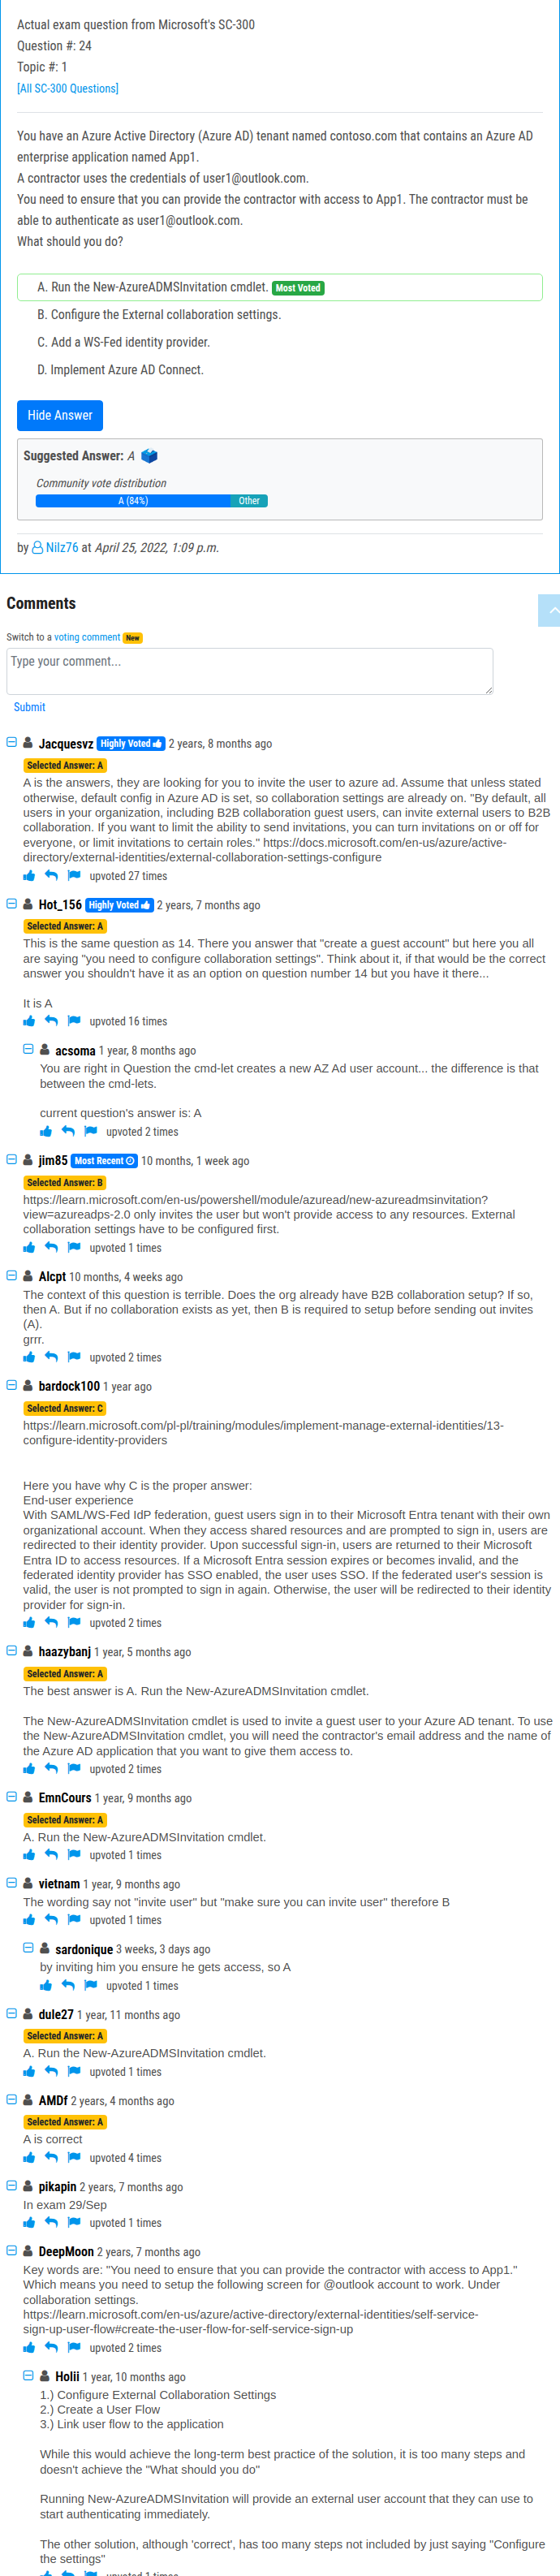 Actual exam question from Microsoft's SC-300
Question #: 24
Topic #: 1
[All SC-300 Questions]
You have an Azure Active Directory (Azure AD) tenant named contoso.com that contains an Azure AD
enterprise application named App1.
A contractor uses the credentials of user1@outlook.com.
You need to ensure that you can provide the contractor with access to App1. The contractor must be
able to authenticate as user1@outlook.com.
What should you do?
A. Run the New-AzureADMSInvitation cmdlet. Most Voted
B. Configure the External collaboration settings.
C. Add a WS-Fed identity provider.
D. Implement Azure AD Connect.
Hide Answer
Suggested Answer: A
Community vote distribution
A (84%) Other
by Nilz76 at April 25, 2022, 1:09 p.m.
Comments
Switch to a voting comment New
Type your comment...
Submit
Jacquesvz Highly Voted 2 years, 8 months ago
Selected Answer: A
A is the answers, they are looking for you to invite the user to azure ad. Assume that unless stated
otherwise, default config in Azure AD is set, so collaboration settings are already on. "By default, all
users in your organization, including B2B collaboration guest users, can invite external users to B2B
collaboration. If you want to limit the ability to send invitations, you can turn invitations on or off for
everyone, or limit invitations to certain roles." https://docs.microsoft.com/en-us/azure/active-
directory/external-identities/external-collaboration-settings-configure
upvoted 27 times
Hot_156 Highly Voted 2 years, 7 months ago
Selected Answer: A
This is the same question as 14. There you answer that "create a guest account" but here you all
are saying "you need to configure collaboration settings". Think about it, if that would be the correct
answer you shouldn't have it as an option on question number 14 but you have it there...
It is A
upvoted 16 times
acsoma 1 year, 8 months ago
You are right in Question the cmd-let creates a new AZ Ad user account... the difference is that
between the cmd-lets.
current question's answer is: A
upvoted 2 times
jim85 Most Recent 10 months, 1 week ago
Selected Answer: B
https://learn.microsoft.com/en-us/powershell/module/azuread/new-azureadmsinvitation?
view=azureadps-2.0 only invites the user but won't provide access to any resources. External
collaboration settings have to be configured first.
upvoted 1 times
Alcpt 10 months, 4 weeks ago
The context of this question is terrible. Does the org already have B2B collaboration setup? If so,
then A. But if no collaboration exists as yet, then B is required to setup before sending out invites
(A).
grrr.
upvoted 2 times
bardock100 1 year ago
Selected Answer: C
https://learn.microsoft.com/pl-pl/training/modules/implement-manage-external-identities/13-
configure-identity-providers
Here you have why C is the proper answer:
End-user experience
With SAML/WS-Fed IdP federation, guest users sign in to their Microsoft Entra tenant with their own
organizational account. When they access shared resources and are prompted to sign in, users are
redirected to their identity provider. Upon successful sign-in, users are returned to their Microsoft
Entra ID to access resources. If a Microsoft Entra session expires or becomes invalid, and the
federated identity provider has SSO enabled, the user uses SSO. If the federated user's session is
valid, the user is not prompted to sign in again. Otherwise, the user will be redirected to their identity
provider for sign-in.
upvoted 2 times
haazybanj 1 year, 5 months ago
Selected Answer: A
The best answer is A. Run the New-AzureADMSInvitation cmdlet.
The New-AzureADMSInvitation cmdlet is used to invite a guest user to your Azure AD tenant. To use
the New-AzureADMSInvitation cmdlet, you will need the contractor's email address and the name of
the Azure AD application that you want to give them access to.
upvoted 2 times
EmnCours 1 year, 9 months ago
Selected Answer: A
A. Run the New-AzureADMSInvitation cmdlet.
upvoted 1 times
vietnam 1 year, 9 months ago
The wording say not "invite user" but "make sure you can invite user" therefore B
upvoted 1 times
sardonique 3 weeks, 3 days ago
by inviting him you ensure he gets access, so A
upvoted 1 times
dule27 1 year, 11 months ago
Selected Answer: A
A. Run the New-AzureADMSInvitation cmdlet.
upvoted 1 times
AMDf 2 years, 4 months ago
Selected Answer: A
A is correct
upvoted 4 times
pikapin 2 years, 7 months ago
In exam 29/Sep
upvoted 1 times
DeepMoon 2 years, 7 months ago
Key words are: "You need to ensure that you can provide the contractor with access to App1."
Which means you need to setup the following screen for @outlook account to work. Under
collaboration settings.
https://learn.microsoft.com/en-us/azure/active-directory/external-identities/self-service-
sign-up-user-flow#create-the-user-flow-for-self-service-sign-up
upvoted 2 times
Holii 1 year, 10 months ago
1.) Configure External Collaboration Settings
2.) Create a User Flow
3.) Link user flow to the application
While this would achieve the long-term best practice of the solution, it is too many steps and
doesn't achieve the "What should you do"
Running New-AzureADMSInvitation will provide an external user account that they can use to
start authenticating immediately.
The other solution, although 'correct', has too many steps not included by just saying "Configure
the settings"